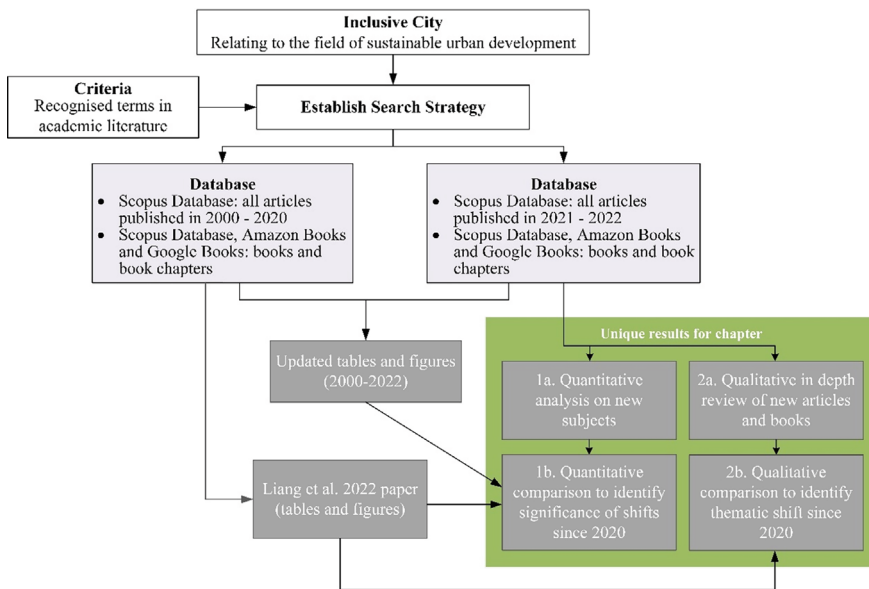 Inclusive City
Relating to the field of sustainable urban development
Criteria
Recognised terms in
academic literature
Establish Search Strategy
Database
• Scopus Database: all articles
published in 2000 - 2020
• Scopus Database, Amazon Books
and Google Books: books and
book chapters
Database
• Scopus Database: all articles
published in 2021 - 2022
• Scopus Database, Amazon Books
and Google Books: books and book
chapters
Unique results for chapter
Updated tables and figures
(2000-2022)
1a. Quantitative
analysis on new
subjects
2a. Qualitative in depth
review of new articles
and books
Liang et al. 2022 paper
(tables and figures)
1b. Quantitative
comparison to identify
significance of shifts
since 2020
2b. Qualitative
comparison to identify
thematic shift since
2020